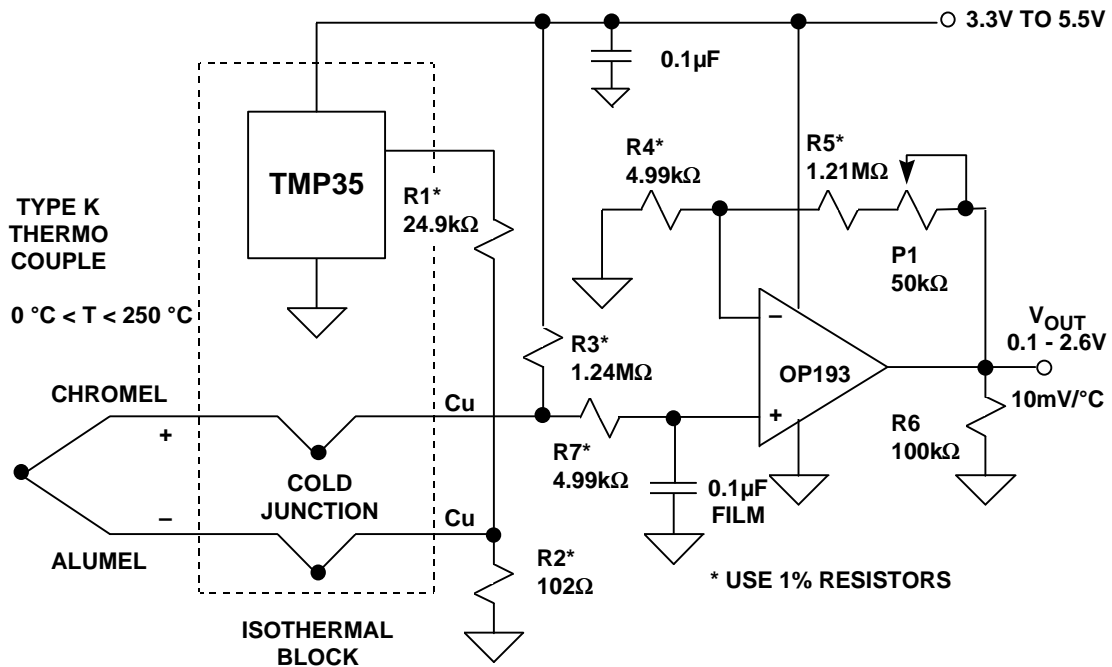 3.3V TO 5.5V
0.1µF
TMP35
R1*
24.9kΩ
R4*
4.99kΩ
R5*
1.21MΩ
P1
50kΩ
TYPE K
THERMO
COUPLE
0 °C < T < 250 °C
R3*
1.24MΩ
–
+
OP193
VOUT
0.1 - 2.6V
10mV/°C
R6
100kΩ
CHROMEL
+
Cu
R7*
4.99kΩ
COLD
JUNCTION
0.1µF
FILM
–
Cu
ALUMEL
R2*
102Ω
* USE 1% RESISTORS
ISOTHERMAL
BLOCK